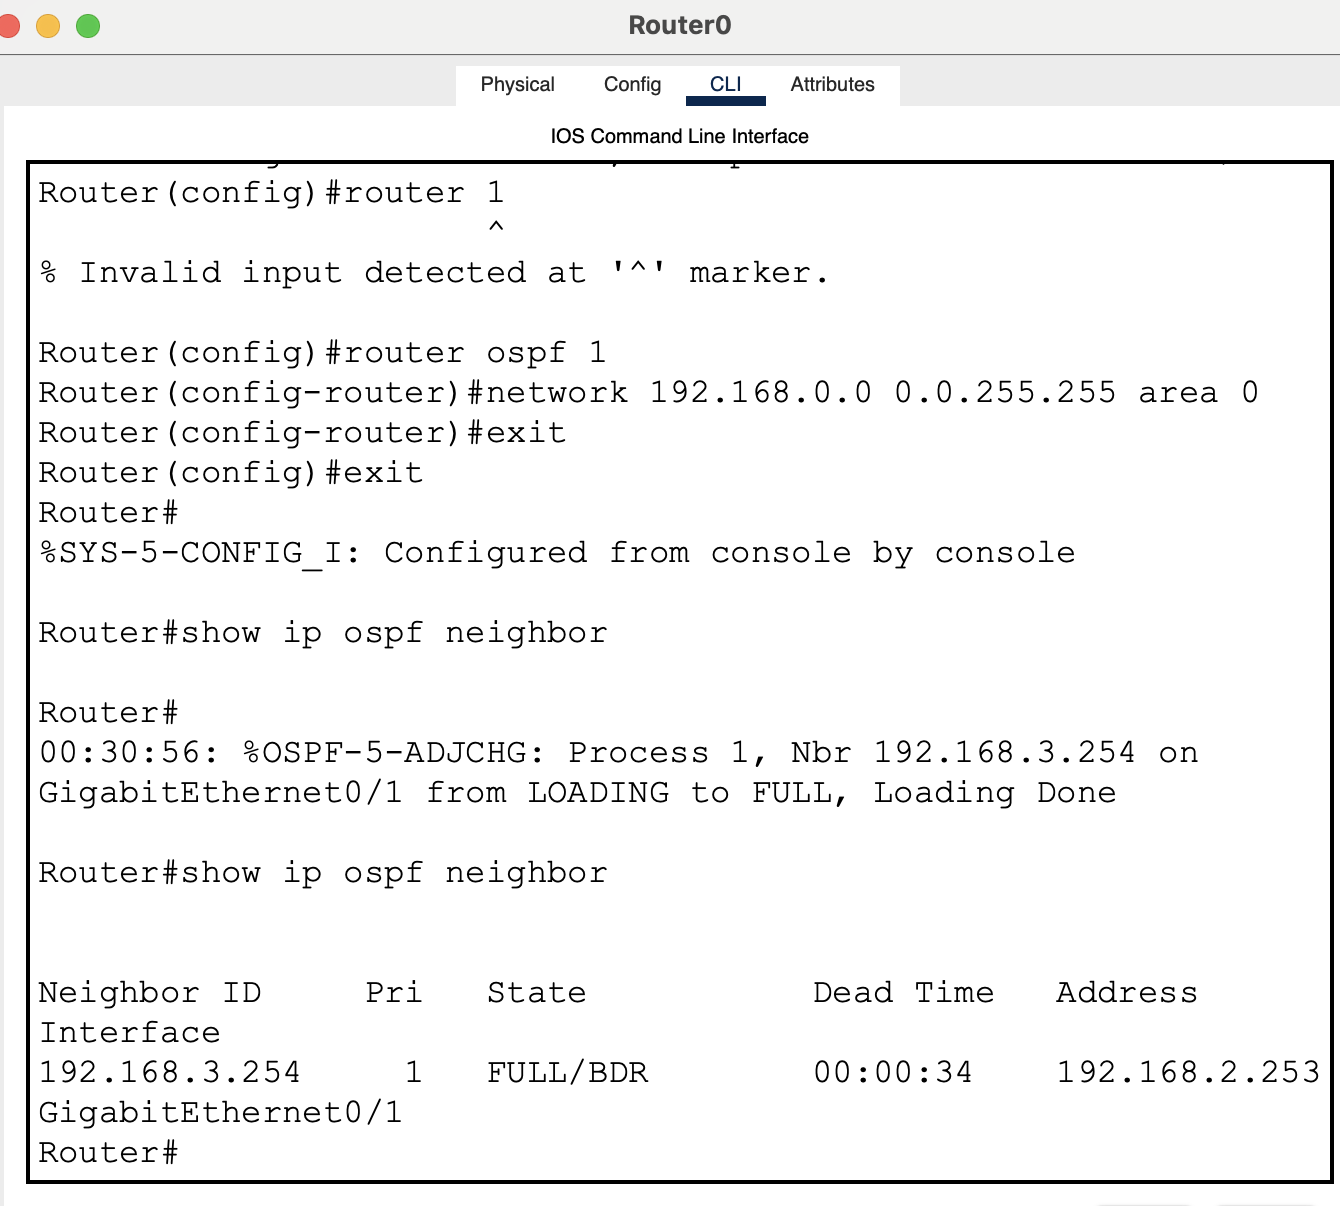 Router0
Physical Config CLI Attributes
IOS Command Line Interface
Router(config)#router 1
^
% Invalid input detected at '^' marker.
Router(config)#router ospf 1
Router(config-router)#network 192.168.0.0 0.0.255.255 area 0
Router(config-router)#exit
Router(config)#exit
Router#
%SYS-5-CONFIG_I: Configured from console by console
Router#show ip ospf neighbor
Router#
00:30:56: %OSPF-5-ADJCHG: Process 1, Nbr 192.168.3.254 on
GigabitEthernet0/1 from LOADING to FULL, Loading Done
Router#show ip ospf neighbor
Neighbor ID     Pri   State           Dead Time   Address
Interface
192.168.3.254     1   FULL/BDR        00:00:34    192.168.2.253
GigabitEthernet0/1
Router#